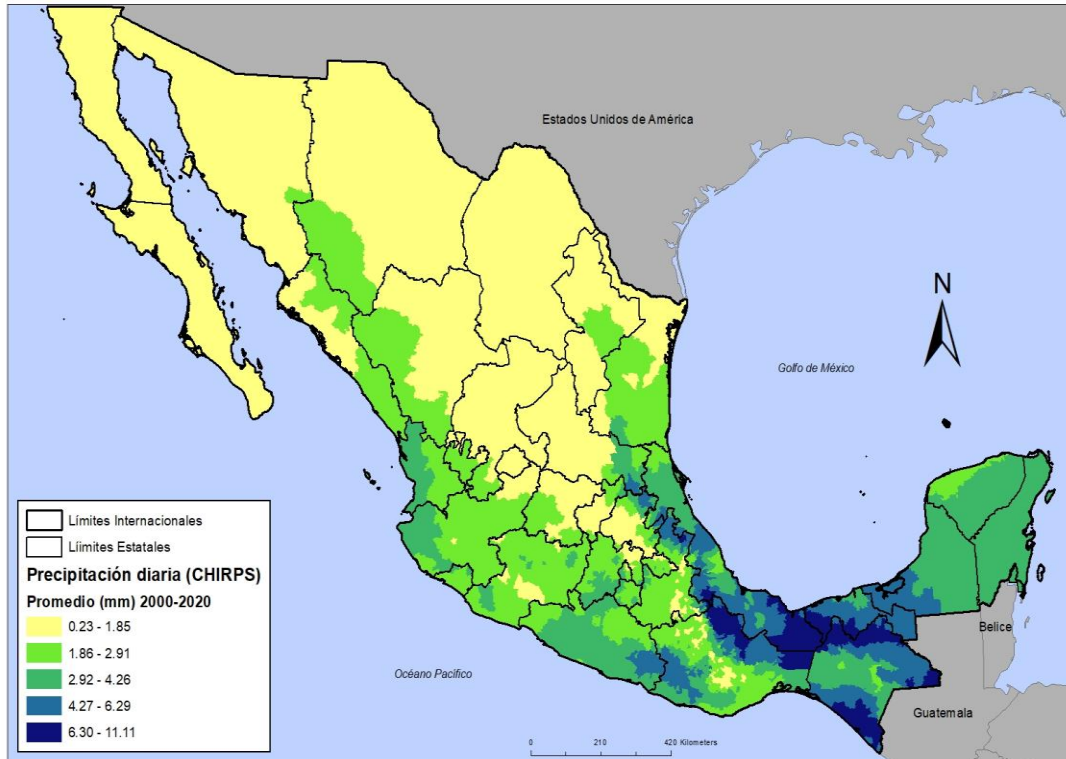 Estados Unidos de América
N
Golfo de México
Límites Internacionales
Líimites Estatales
Precipitación diaria (CHIRPS)
Promedio (mm) 2000-2020
0.23 - 1.85
1.86 - 2.91
2.92 - 4.26
4.27 - 6.29
6.30 - 11.11
Belice
Océano Pacífico
Guatemala
0 210 420 Kilometers